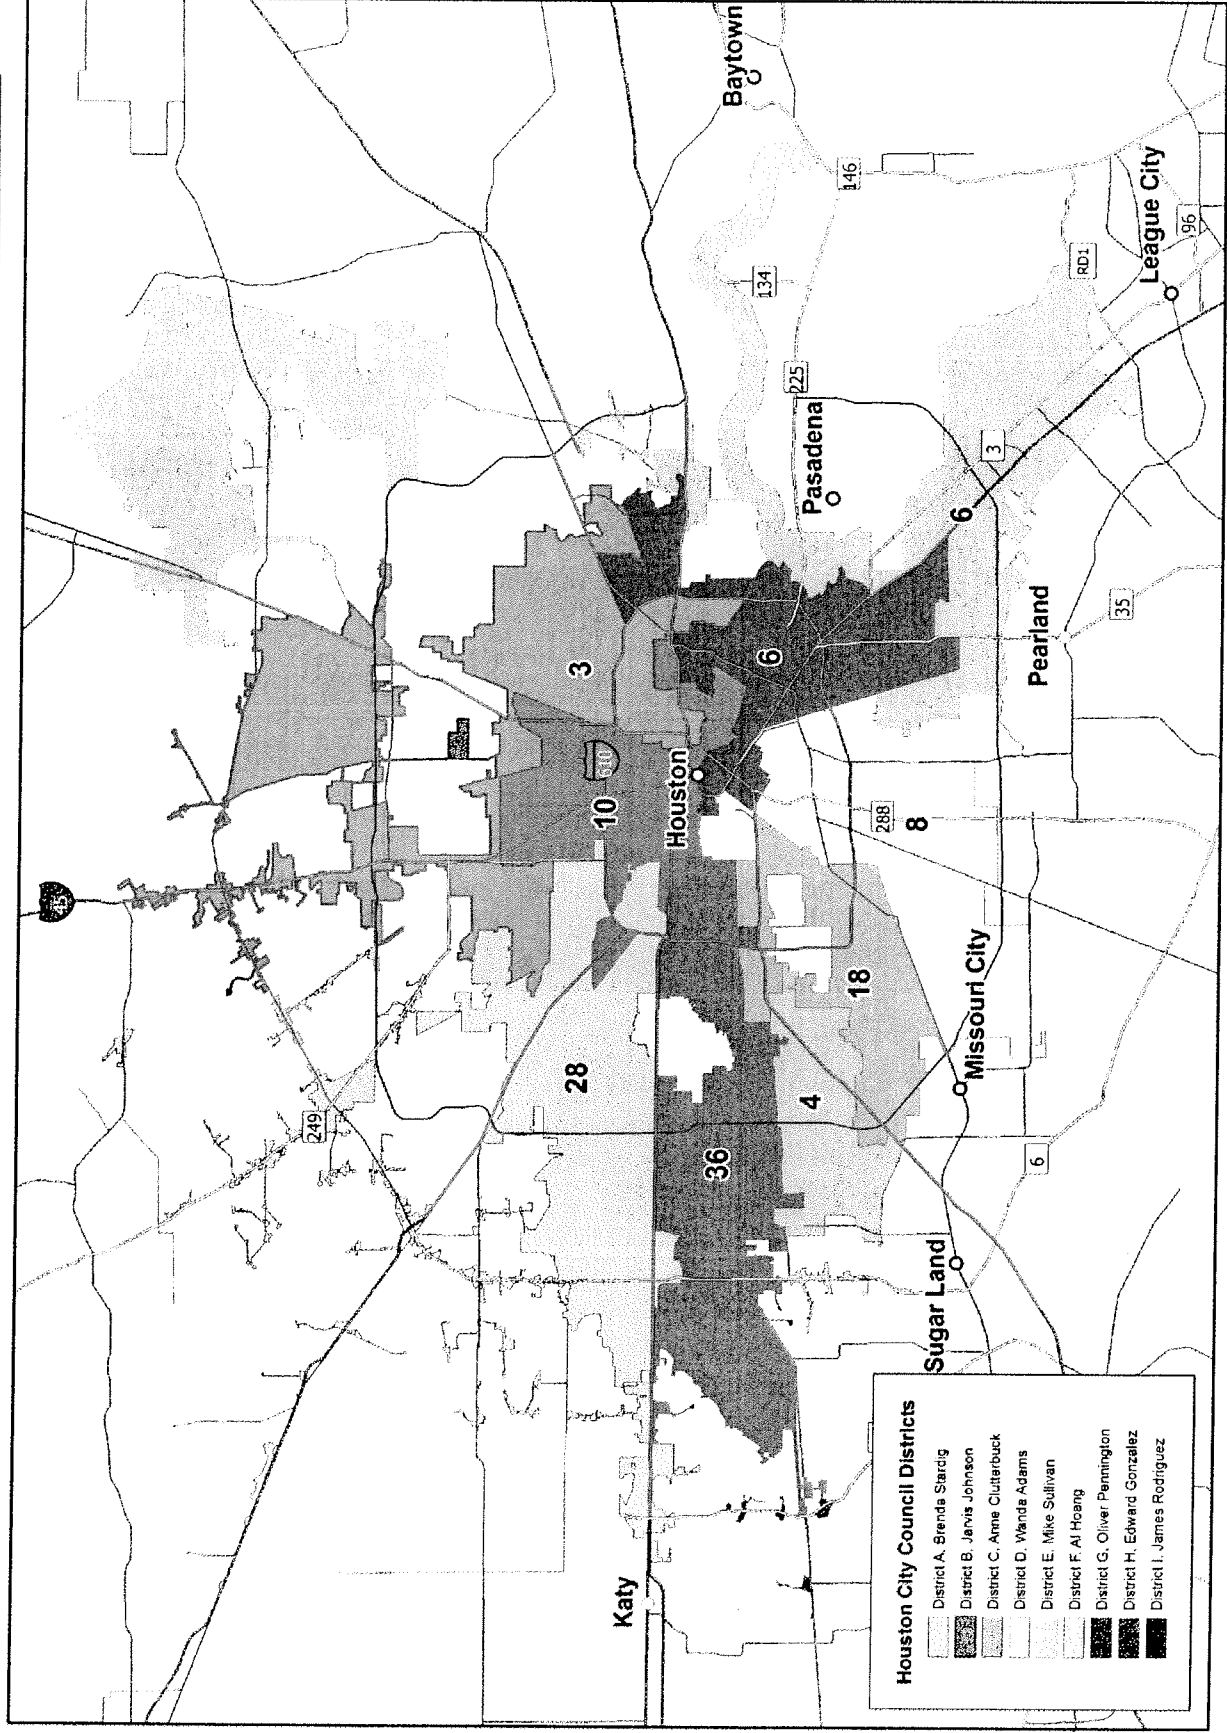 Baytown
146
134
League City
96
RD1
225
Pasadena
3
6
Pearland
35
3
6
10
Houston
288
8
28
18
Missouri City
4
249
36
6
Sugar Land
Katy
Houston City Council Districts
District A, Brenda Stardig
District B, Jarvis Johnson
District C, Anne Clutterbuck
District D, Wanda Adams
District E, Mike Sullivan
District F, Al Hoang
District G, Oliver Pennington
District H, Edward Gonzalez
District I, James Rodriguez